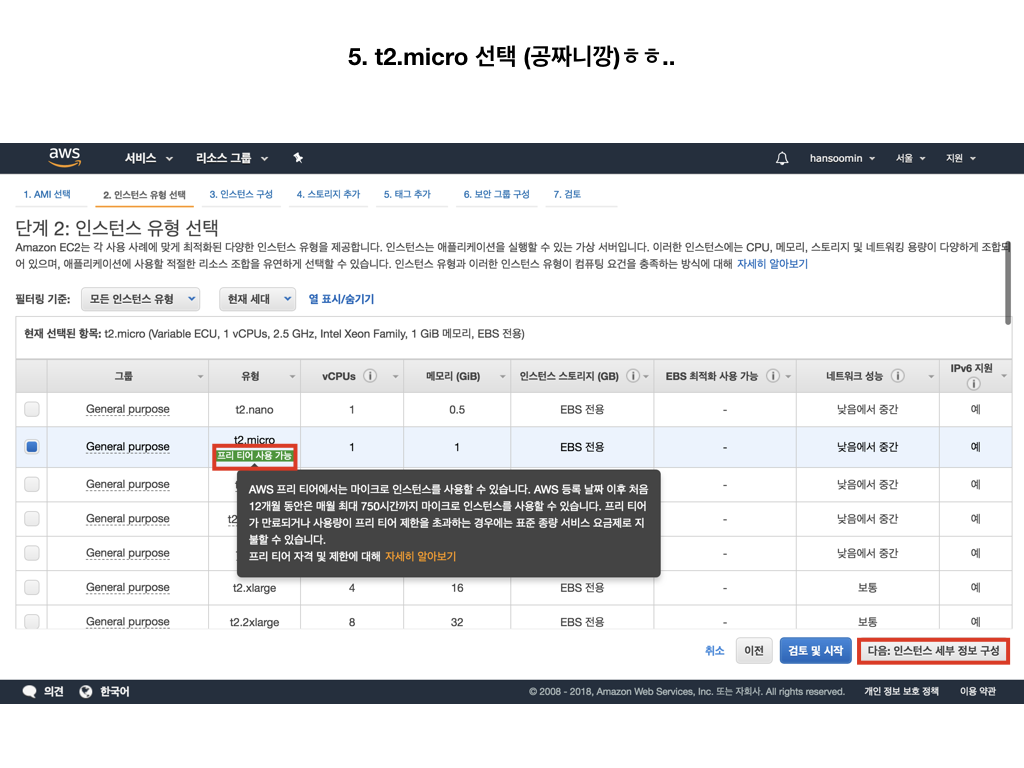 5. t2.micro 선택 (공짜니깡)ㅎㅎ..
aws 서비스 리소스 그룹 hansoomin 서울 지원
1. AMI 선택 2. 인스턴스 유형 선택 3. 인스턴스 구성 4. 스토리지 추가 5. 태그 추가 6. 보안 그룹 구성 7. 검토
단계 2: 인스턴스 유형 선택
Amazon EC2는 각 사용 사례에 맞게 최적화된 다양한 인스턴스 유형을 제공합니다. 인스턴스는 애플리케이션을 실행할 수 있는 가상 서버입니다. 이러한 인스턴스에는 CPU, 메모리, 스토리지 및 네트워킹 용량이 다양하게 조합되
어 있으며, 애플리케이션에 사용할 적절한 리소스 조합을 유연하게 선택할 수 있습니다. 인스턴스 유형과 이러한 인스턴스 유형이 컴퓨팅 요건을 충족하는 방식에 대해 자세히 알아보기
필터링 기준: 모든 인스턴스 유형 현재 세대 열 표시/숨기기
현재 선택된 항목: t2.micro (Variable ECU, 1 vCPUs, 2.5 GHz, Intel Xeon Family, 1 GiB 메모리, EBS 전용)
그룹 유형 vCPUs 메모리 (GiB) 인스턴스 스토리지 (GB) EBS 최적화 사용 가능 네트워크 성능 IPv6 지원
General purpose t2.nano 1 0.5 EBS 전용 - 낮음에서 중간 예
General purpose t2.micro 1 1 EBS 전용 - 낮음에서 중간 예
프리 티어 사용 가능
General purpose - 낮음에서 중간 예
General purpose t2 - 낮음에서 중간 예
General purpose - 낮음에서 중간 예
AWS 프리 티어에서는 마이크로 인스턴스를 사용할 수 있습니다. AWS 등록 날짜 이후 처음
12개월 동안은 매월 최대 750시간까지 마이크로 인스턴스를 사용할 수 있습니다. 프리 티어
가 만료되거나 사용량이 프리 티어 제한을 초과하는 경우에는 표준 종량 서비스 요금제로 지
불할 수 있습니다.
프리 티어 자격 및 제한에 대해 자세히 알아보기
General purpose t2.xlarge 4 16 EBS 전용 - 보통 예
General purpose t2.2xlarge 8 32 EBS 전용 - 보통 예
취소 이전 검토 및 시작 다음: 인스턴스 세부 정보 구성
의견 한국어 © 2008 - 2018, Amazon Web Services, Inc. 또는 자회사. All rights reserved. 개인 정보 보호 정책 이용 약관